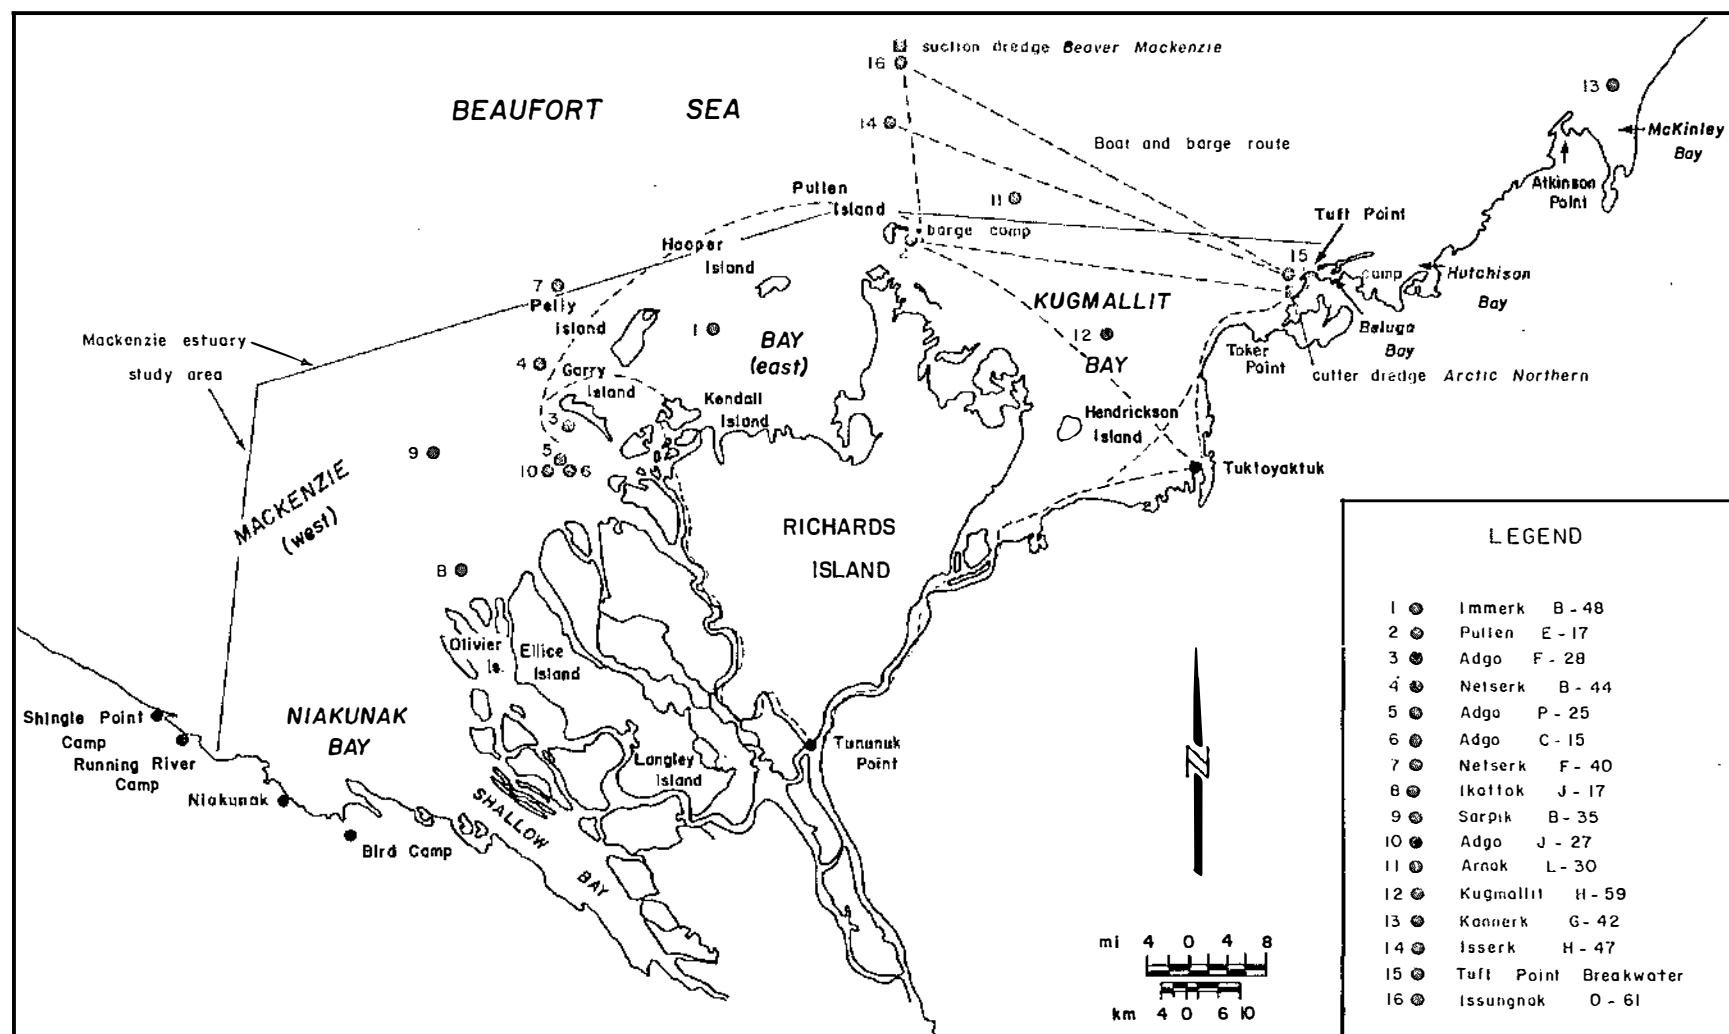 suction dredge Beaver Mackenzie
16
13
BEAUFORT SEA
14
McKinley
Bay
Boat and barge route
Atkinson
Point
Pullen
Island
11
Tuft Point
barge camp
Hooper
Island
15
camp
Hutchison
Bay
7
Pelly
Island
KUGMALLIT
BAY
12
1
BAY
(east)
Beluga
Bay
Toker
Point
Mackenzie estuary
study area
4
Garry
Island
cutter dredge Arctic Northern
Kendall
Island
Hendrickson
Island
3
9
5
10
6
Tuktoyaktuk
MACKENZIE
(west)
RICHARDS
ISLAND
8
Olivier
Is.
Ellice
Island
Shingle Point
Camp
Running River
Camp
NIAKUNAK
BAY
Tununuk
Point
Langley
Island
Niakunak
SHALLOW
BAY
Bird Camp
N
mi 4 0 4 8
km 4 0 6 10
LEGEND
1 Immerk B-48
2 Pullen E-17
3 Adgo F-28
4 Netserk B-44
5 Adgo P-25
6 Adgo C-15
7 Netserk F-40
8 Ikattok J-17
9 Sarpik B-35
10 Adgo J-27
11 Arnak L-30
12 Kugmallit H-59
13 Kannerk G-42
14 Isserk H-47
15 Tuft Point Breakwater
16 Issungnak O-61